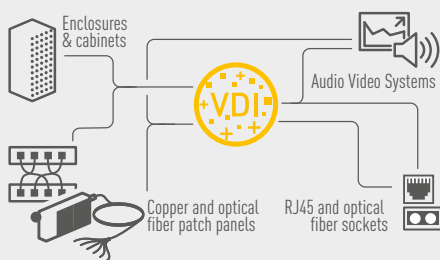 Enclosures
& cabinets
VDI
Audio Video Systems
Copper and optical
fiber patch panels
RJ45 and optical
fiber sockets